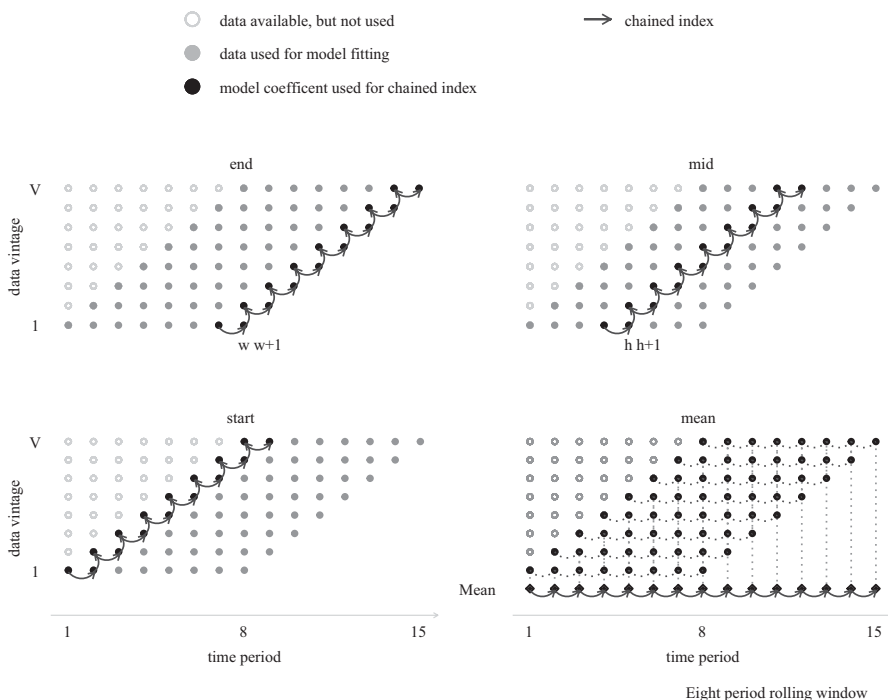 data available, but not used
chained index
data used for model fitting
model coefficent used for chained index
end
mid
V
data vintage
1
w w+1
h h+1
start
mean
V
data vintage
1
Mean
1 8 15
time period
1 8 15
time period
Eight period rolling window